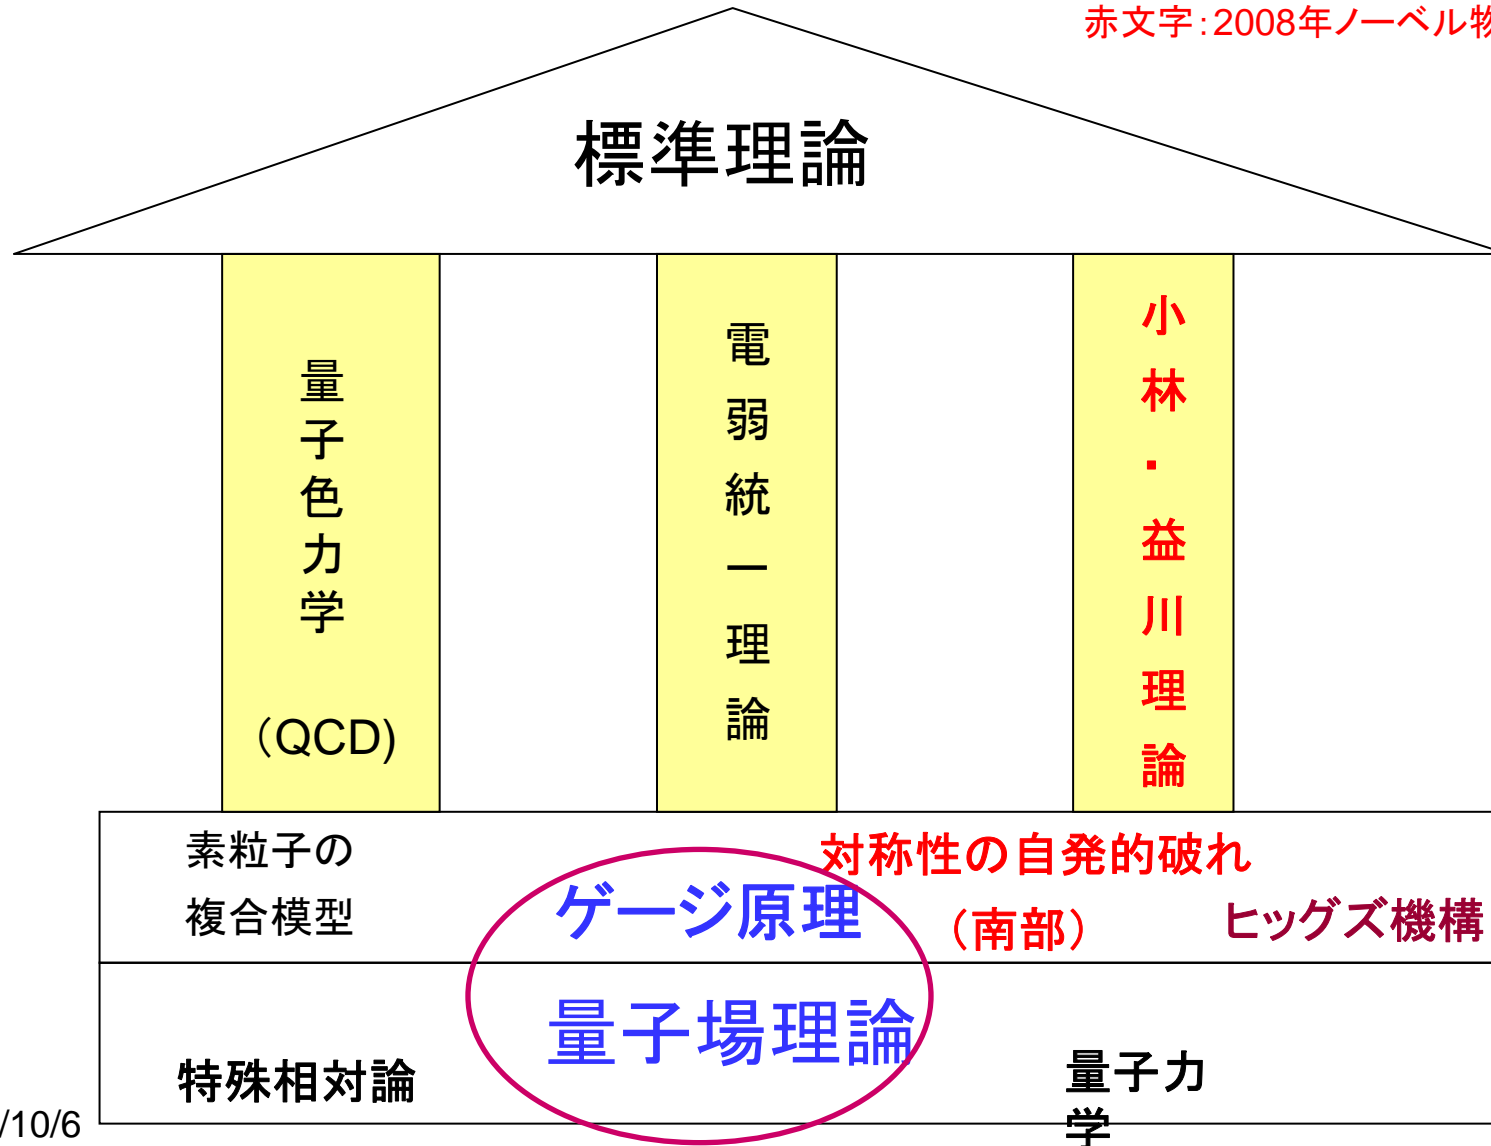 赤文字：2008年ノーベル物
標準理論
量子色力学
（QCD)
電弱統一理論
小林・益川理論
素粒子の
複合模型
ゲージ原理
対称性の自発的破れ
（南部）
ヒッグズ機構
量子場理論
特殊相対論
量子力
学
/10/6